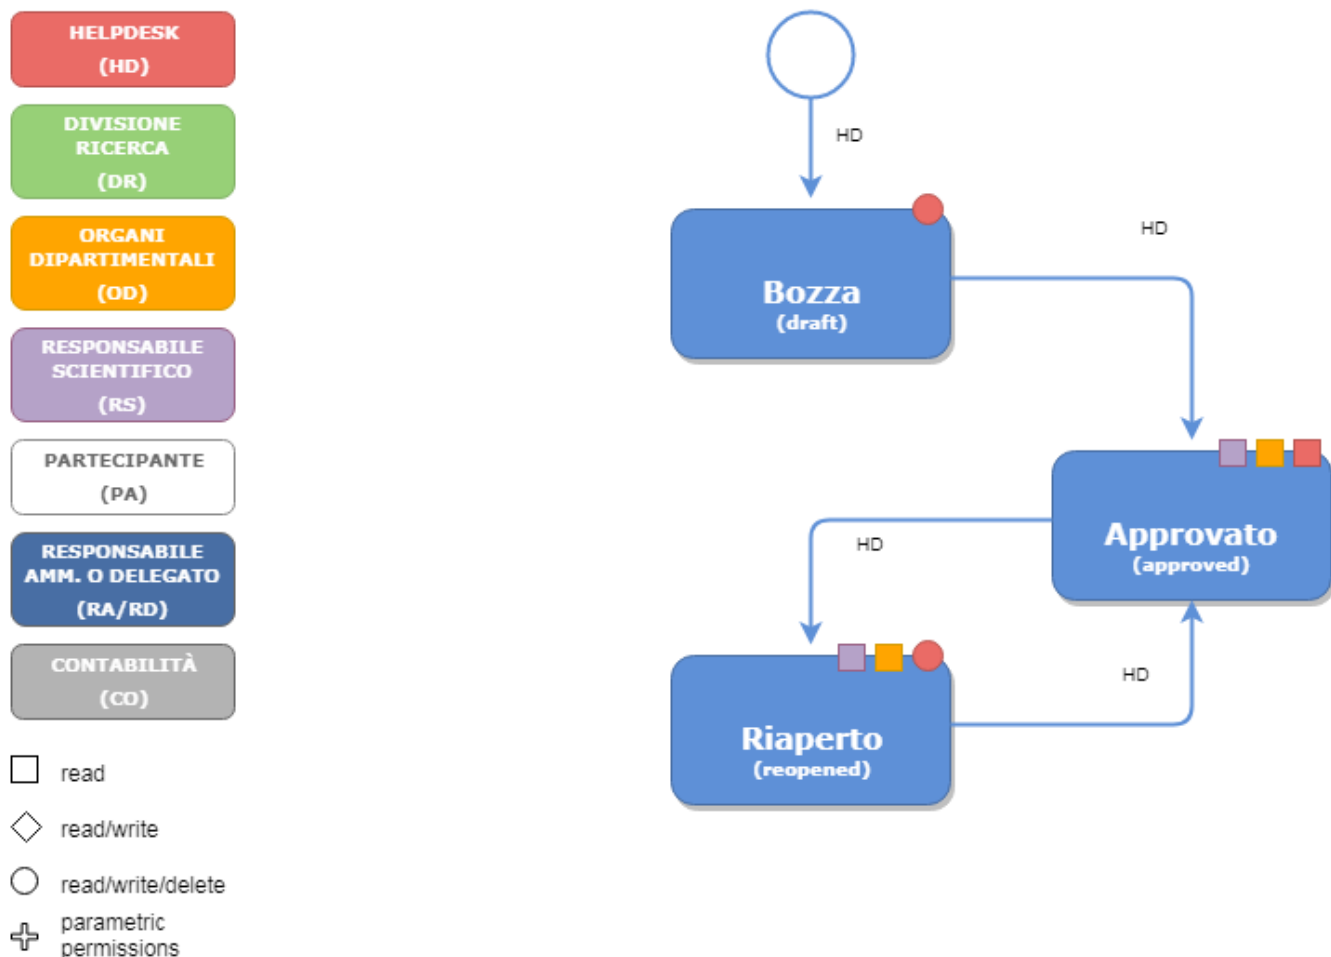 HELPDESK
(HD)
DIVISIONE
RICERCA
(DR)
ORGANI
DIPARTIMENTALI
(OD)
RESPONSABILE
SCIENTIFICO
(RS)
PARTECIPANTE
(PA)
RESPONSABILE
AMM. O DELEGATO
(RA/RD)
CONTABILITÀ
(CO)
read
read/write
read/write/delete
parametric
permissions
HD
Bozza
(draft)
HD
Approvato
(approved)
HD
Riaperto
(reopened)
HD